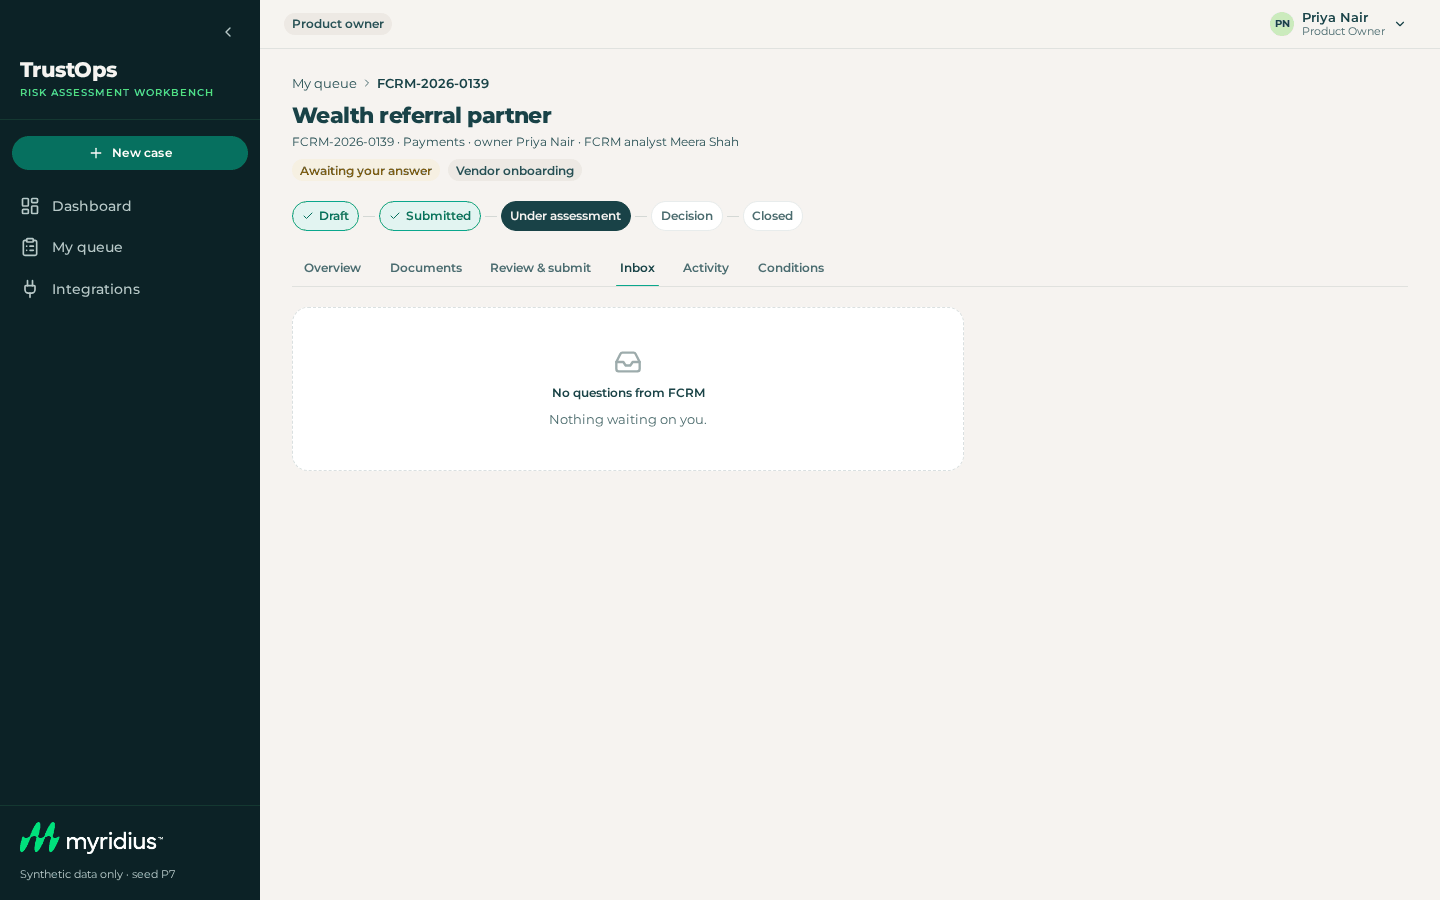 TrustOps
RISK ASSESSMENT WORKBENCH
New case
Dashboard
My queue
Integrations
myridius™
Synthetic data only · seed P7
Product owner
PN
Priya Nair
Product Owner
My queue › FCRM-2026-0139
Wealth referral partner
FCRM-2026-0139 · Payments · owner Priya Nair · FCRM analyst Meera Shah
Awaiting your answer Vendor onboarding
Draft Submitted Under assessment Decision Closed
Overview Documents Review & submit Inbox Activity Conditions
No questions from FCRM
Nothing waiting on you.